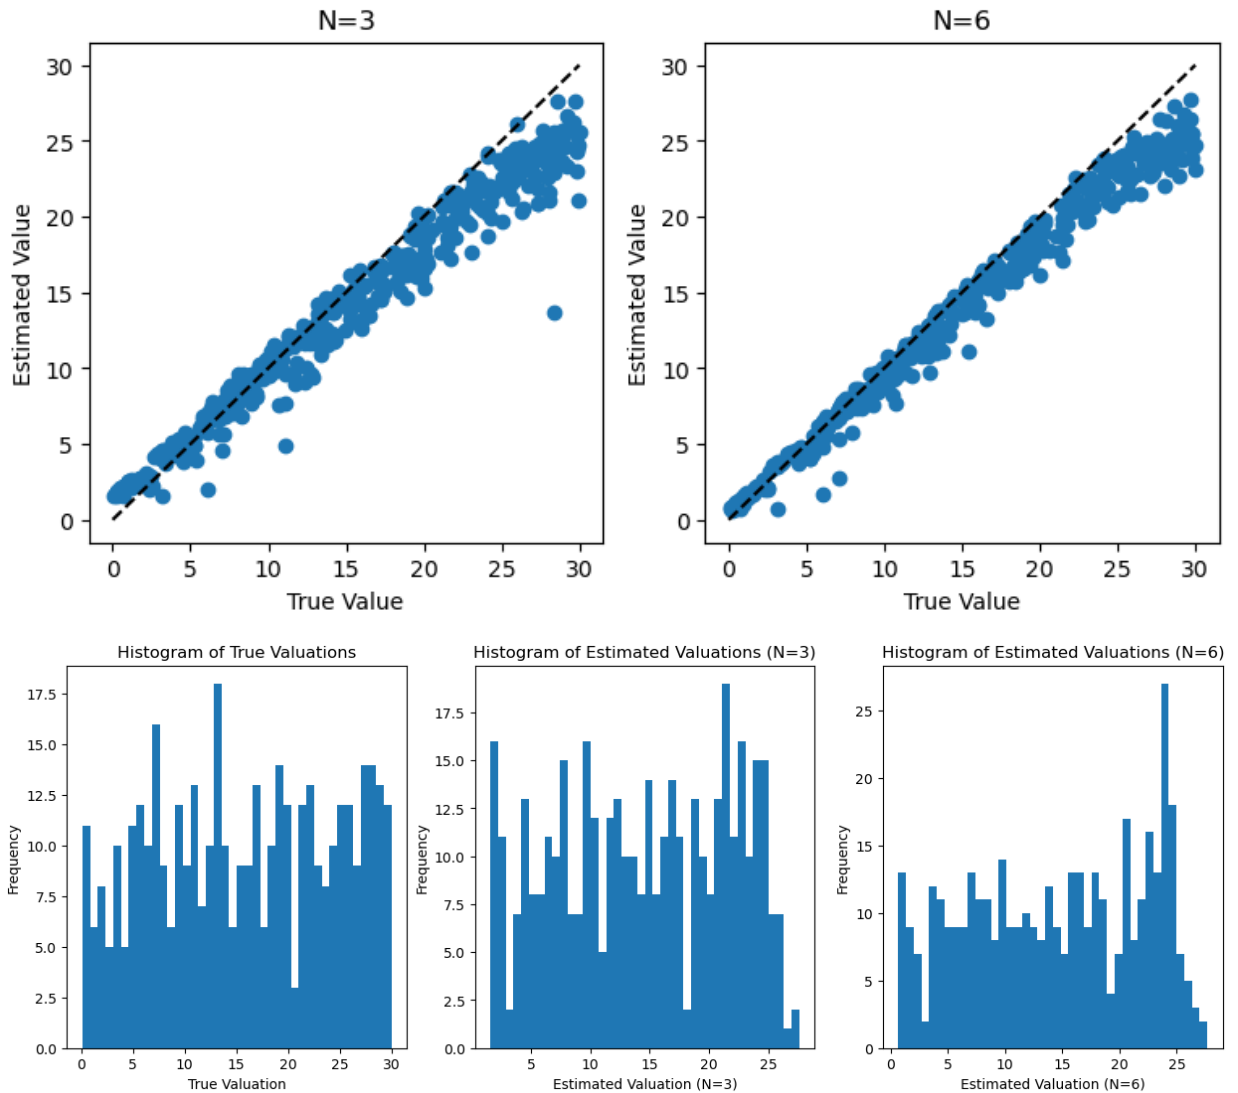 N=3
30
25
20
15
10
5
0
Estimated Value
0 5 10 15 20 25 30
True Value
N=6
30
25
20
15
10
5
0
Estimated Value
0 5 10 15 20 25 30
True Value
Histogram of True Valuations
17.5
15.0
12.5
10.0
7.5
5.0
2.5
0.0
Frequency
0 5 10 15 20 25 30
True Valuation
Histogram of Estimated Valuations (N=3)
17.5
15.0
12.5
10.0
7.5
5.0
2.5
0.0
Frequency
5 10 15 20 25
Estimated Valuation (N=3)
Histogram of Estimated Valuations (N=6)
25
20
15
10
5
0
Frequency
0 5 10 15 20 25
Estimated Valuation (N=6)